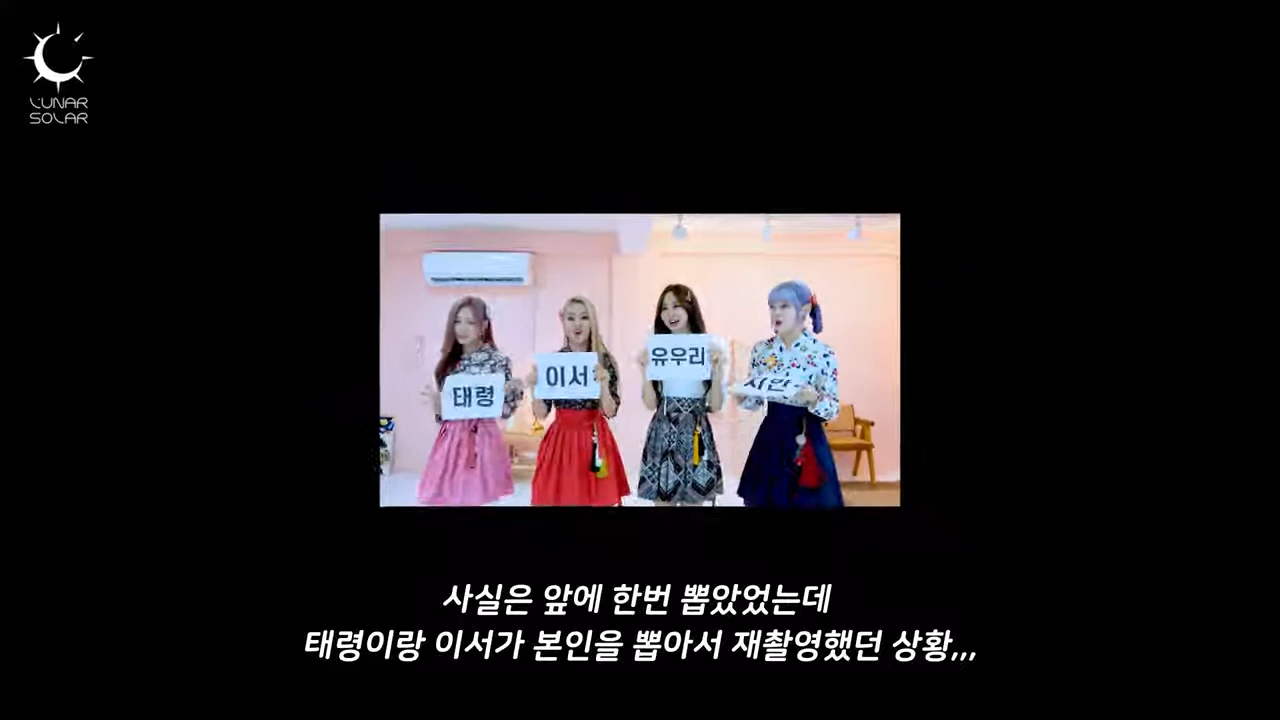 LUNAR
SOLAR
태령
이서
유우리
지안
사실은 앞에 한번 뽑았었는데
태령이랑 이서가 본인을 뽑아서 재촬영했던 상황,,,